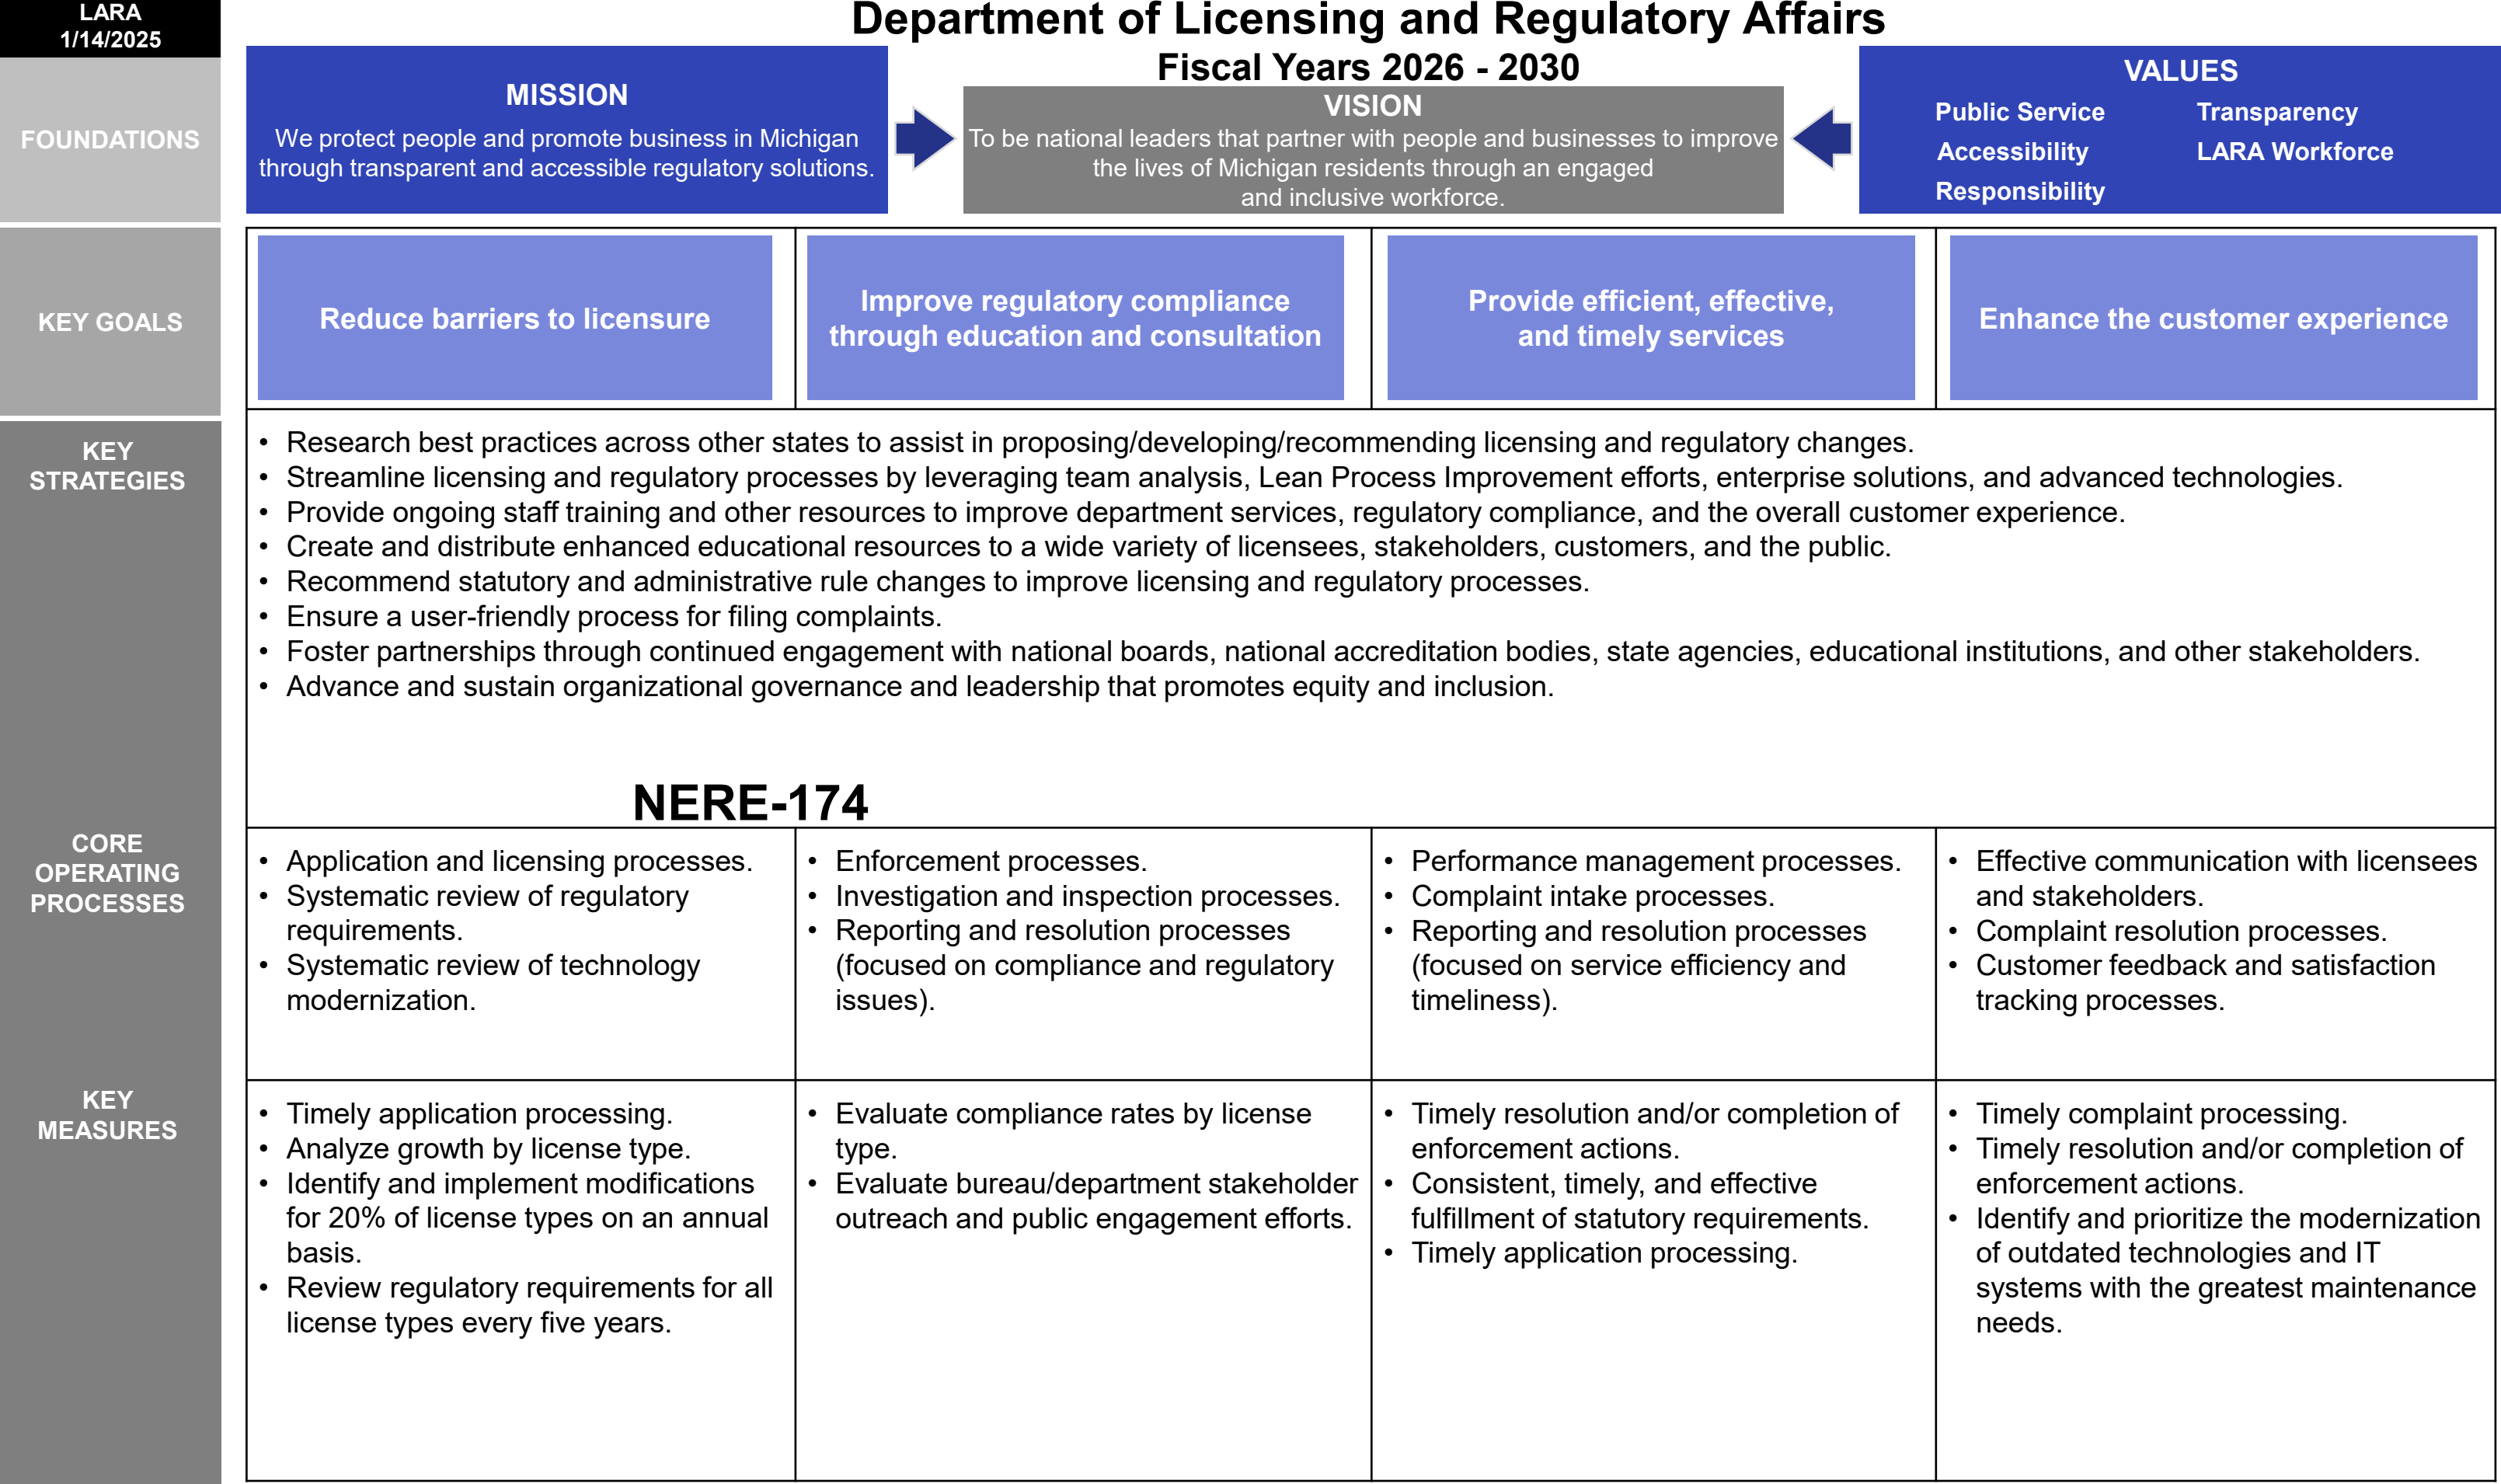 LARA
1/14/2025
Department of Licensing and Regulatory Affairs
Fiscal Years 2026 - 2030
FOUNDATIONS
MISSION
We protect people and promote business in Michigan
through transparent and accessible regulatory solutions.
VISION
To be national leaders that partner with people and businesses to improve
the lives of Michigan residents through an engaged
and inclusive workforce.
VALUES
Public Service
Transparency
Accessibility
LARA Workforce
Responsibility
KEY GOALS
Reduce barriers to licensure
Improve regulatory compliance
through education and consultation
Provide efficient, effective,
and timely services
Enhance the customer experience
KEY
STRATEGIES
• Research best practices across other states to assist in proposing/developing/recommending licensing and regulatory changes.
• Streamline licensing and regulatory processes by leveraging team analysis, Lean Process Improvement efforts, enterprise solutions, and advanced technologies.
• Provide ongoing staff training and other resources to improve department services, regulatory compliance, and the overall customer experience.
• Create and distribute enhanced educational resources to a wide variety of licensees, stakeholders, customers, and the public.
• Recommend statutory and administrative rule changes to improve licensing and regulatory processes.
• Ensure a user-friendly process for filing complaints.
• Foster partnerships through continued engagement with national boards, national accreditation bodies, state agencies, educational institutions, and other stakeholders.
• Advance and sustain organizational governance and leadership that promotes equity and inclusion.
NERE-174
CORE
OPERATING
PROCESSES
• Application and licensing processes.
• Systematic review of regulatory
requirements.
• Systematic review of technology
modernization.
• Enforcement processes.
• Investigation and inspection processes.
• Reporting and resolution processes
(focused on compliance and regulatory
issues).
• Performance management processes.
• Complaint intake processes.
• Reporting and resolution processes
(focused on service efficiency and
timeliness).
• Effective communication with licensees
and stakeholders.
• Complaint resolution processes.
• Customer feedback and satisfaction
tracking processes.
KEY
MEASURES
• Timely application processing.
• Analyze growth by license type.
• Identify and implement modifications
for 20% of license types on an annual
basis.
• Review regulatory requirements for all
license types every five years.
• Evaluate compliance rates by license
type.
• Evaluate bureau/department stakeholder
outreach and public engagement efforts.
• Timely resolution and/or completion of
enforcement actions.
• Consistent, timely, and effective
fulfillment of statutory requirements.
• Timely application processing.
• Timely complaint processing.
• Timely resolution and/or completion of
enforcement actions.
• Identify and prioritize the modernization
of outdated technologies and IT
systems with the greatest maintenance
needs.